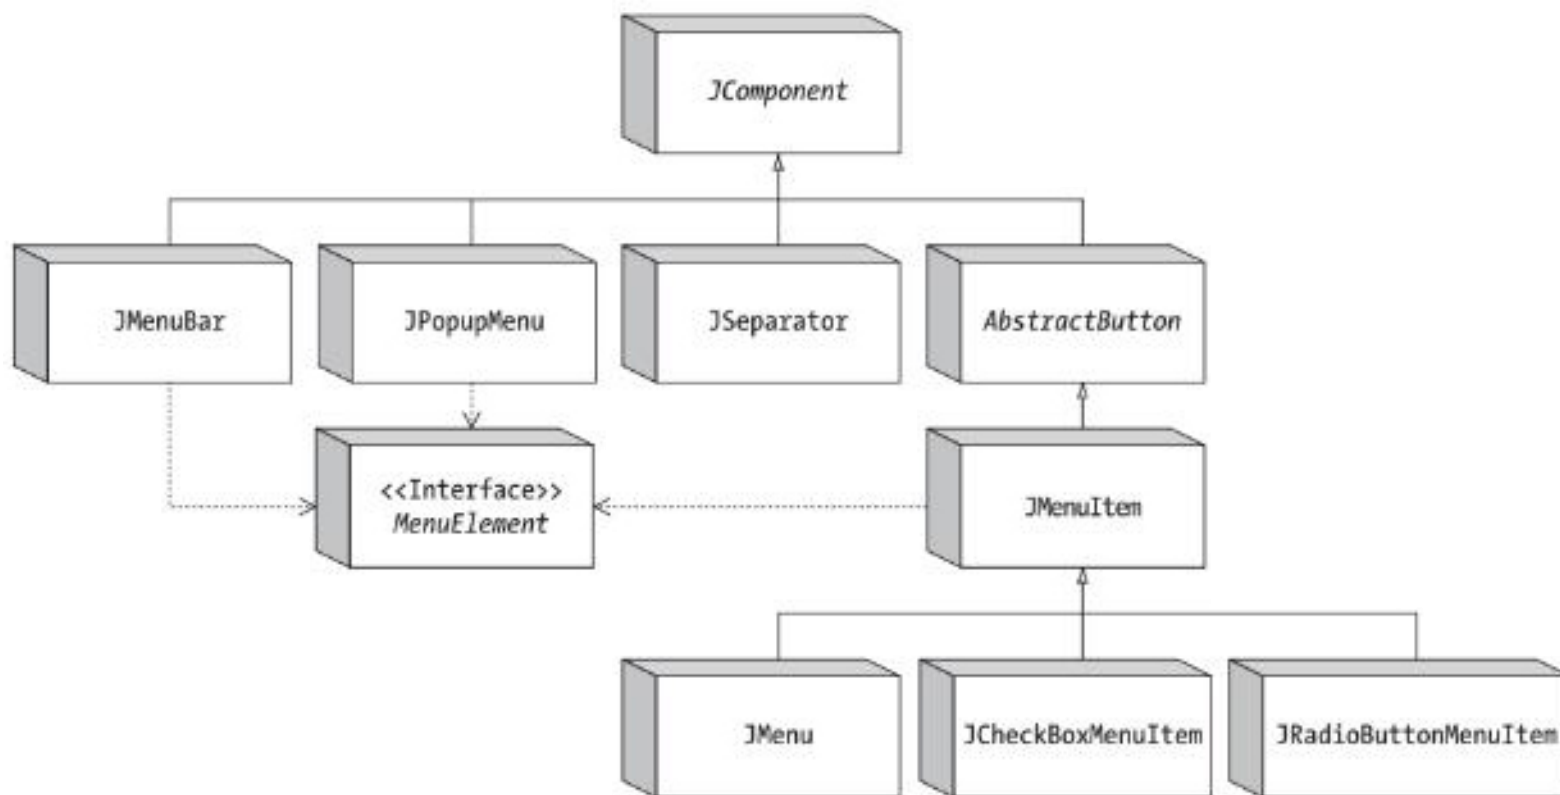 JComponent
JMenuBar
JPopupMenu
JSeparator
AbstractButton
<<Interface>>
MenuElement
JMenuItem
JMenu
JCheckBoxMenuItem
JRadioButtonMenuItem